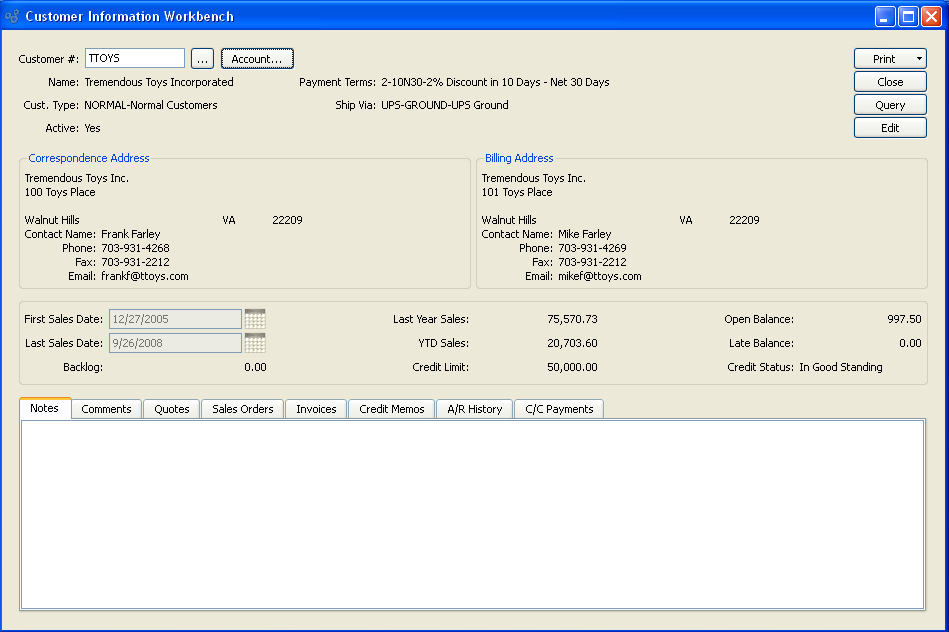 Customer Information Workbench
Customer #: TTOYS ... Account... Print
Name: Tremendous Toys Incorporated Payment Terms: 2-10N30-2% Discount in 10 Days - Net 30 Days Close
Cust. Type: NORMAL-Normal Customers Ship Via: UPS-GROUND-UPS Ground Query
Active: Yes Edit
Correspondence Address
Tremendous Toys Inc.
100 Toys Place
Walnut Hills VA 22209
Contact Name: Frank Farley
Phone: 703-931-4268
Fax: 703-931-2212
Email: frankf@ttoys.com
Billing Address
Tremendous Toys Inc.
101 Toys Place
Walnut Hills VA 22209
Contact Name: Mike Farley
Phone: 703-931-4269
Fax: 703-931-2212
Email: mikef@ttoys.com
First Sales Date: 12/27/2005 Last Year Sales: 75,570.73 Open Balance: 997.50
Last Sales Date: 9/26/2008 YTD Sales: 20,703.60 Late Balance: 0.00
Backlog: 0.00 Credit Limit: 50,000.00 Credit Status: In Good Standing
Notes Comments Quotes Sales Orders Invoices Credit Memos A/R History C/C Payments